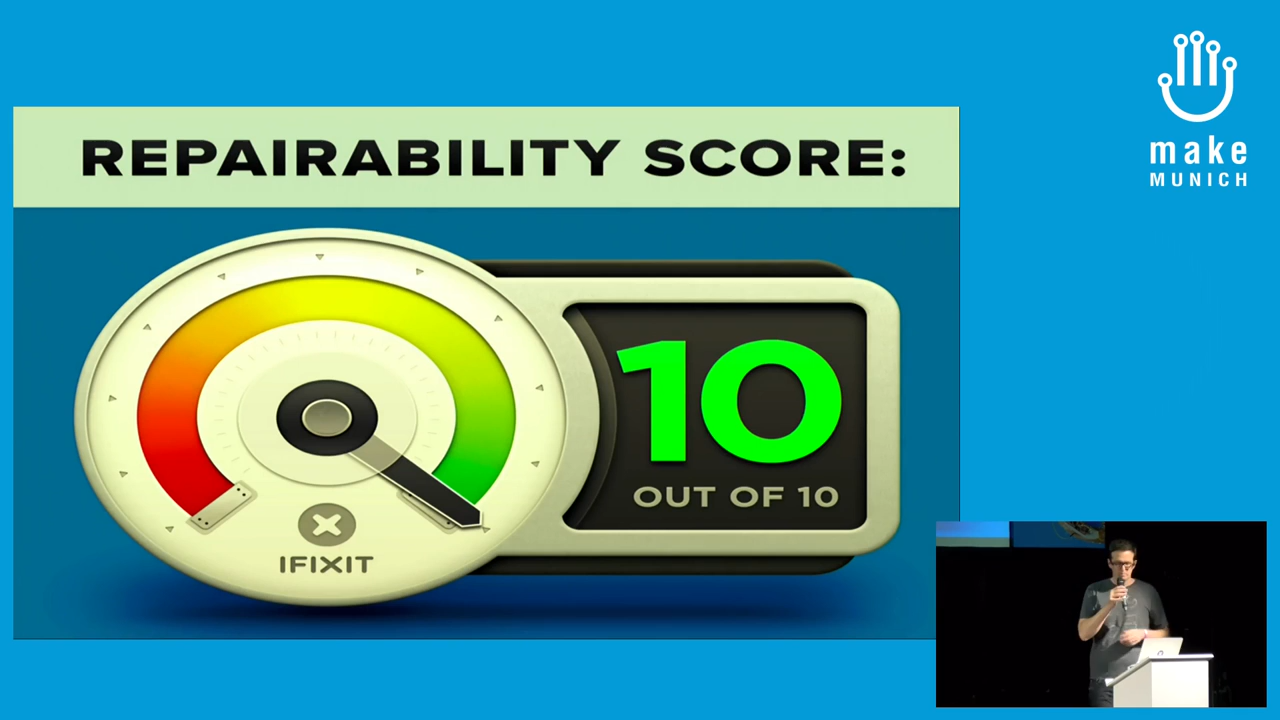 REPAIRABILITY SCORE:
10
OUT OF 10
IFIXIT
make
MUNICH